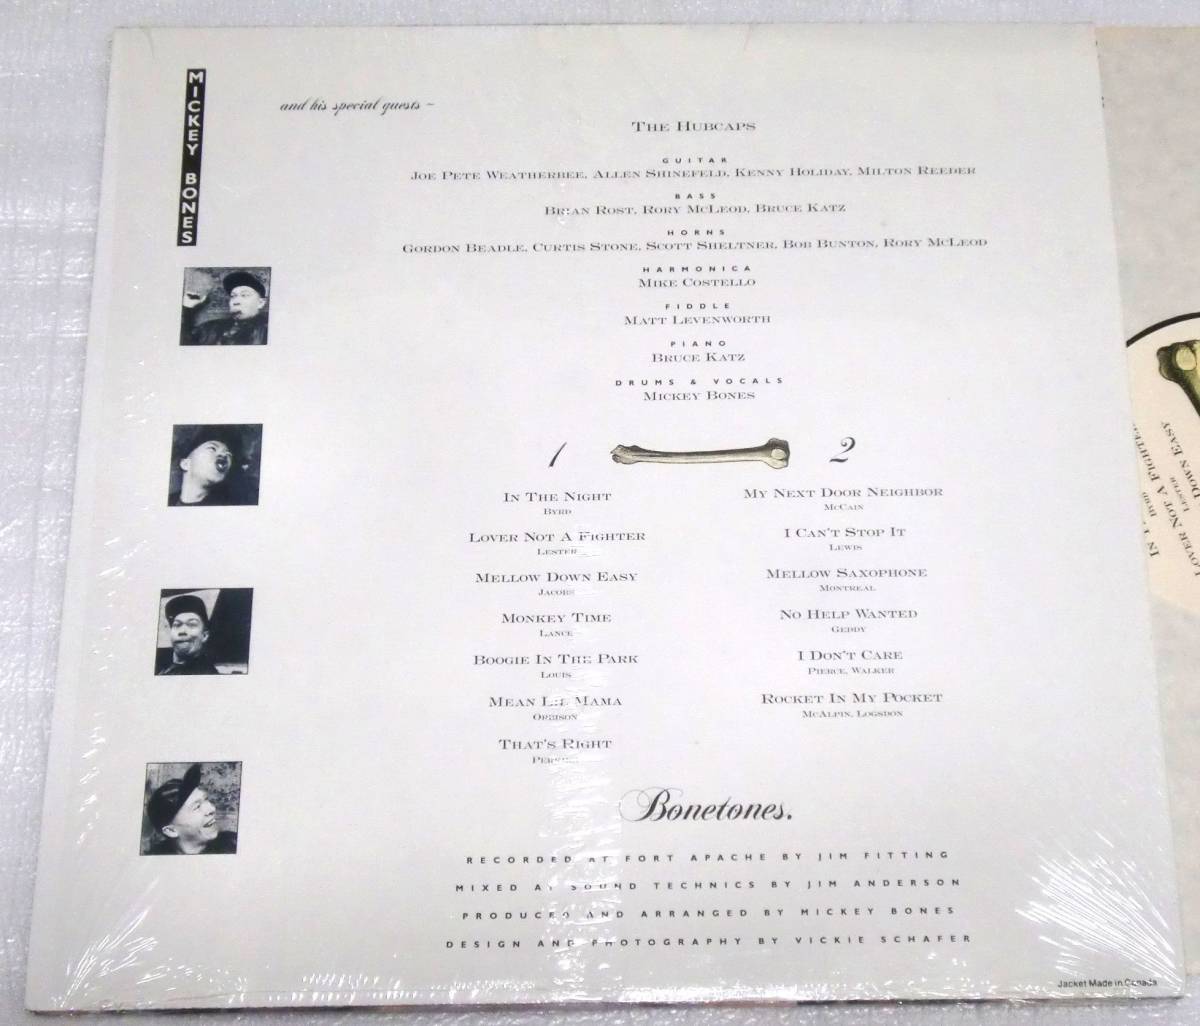 MICKEY BONES
and his special guests ~
THE HUBCAPS
GUITAR
JOE PETE WEATHERBEE, ALLEN SHINEFELD, KENNY HOLIDAY, MILTON REEDER
BASS
BRIAN ROST, RORY MCLEOD, BRUCE KATZ
HORNS
GORDON BEADLE, CURTIS STONE, SCOTT SHELTNER, BOB BUNTON, RORY MCLEOD
HARMONICA
MIKE COSTELLO
FIDDLE
MATT LEVENWORTH
PIANO
BRUCE KATZ
DRUMS & VOCALS
MICKEY BONES
1
IN THE NIGHT
BYRD
LOVER NOT A FIGHTER
LESTER
MELLOW DOWN EASY
JACOBS
MONKEY TIME
LANCE
BOOGIE IN THE PARK
LOUIS
MEAN LIL MAMA
ORBISON
THAT'S RIGHT
PERKINS
2
MY NEXT DOOR NEIGHBOR
MCCAIN
I CAN'T STOP IT
LEWIS
MELLOW SAXOPHONE
MONTREAL
NO HELP WANTED
GEDDY
I DON'T CARE
PIERCE, WALKER
ROCKET IN MY POCKET
MCALPIN, LOGSDON
Bonetones.
RECORDED AT FORT APACHE BY JIM FITTING
MIXED AT SOUND TECHNICS BY JIM ANDERSON
PRODUCED AND ARRANGED BY MICKEY BONES
DESIGN AND PHOTOGRAPHY BY VICKIE SCHAFER
Jacket Made in Canada
BYRD
LOVER NOT A FIGHTER
LESTER
DOWN EASY